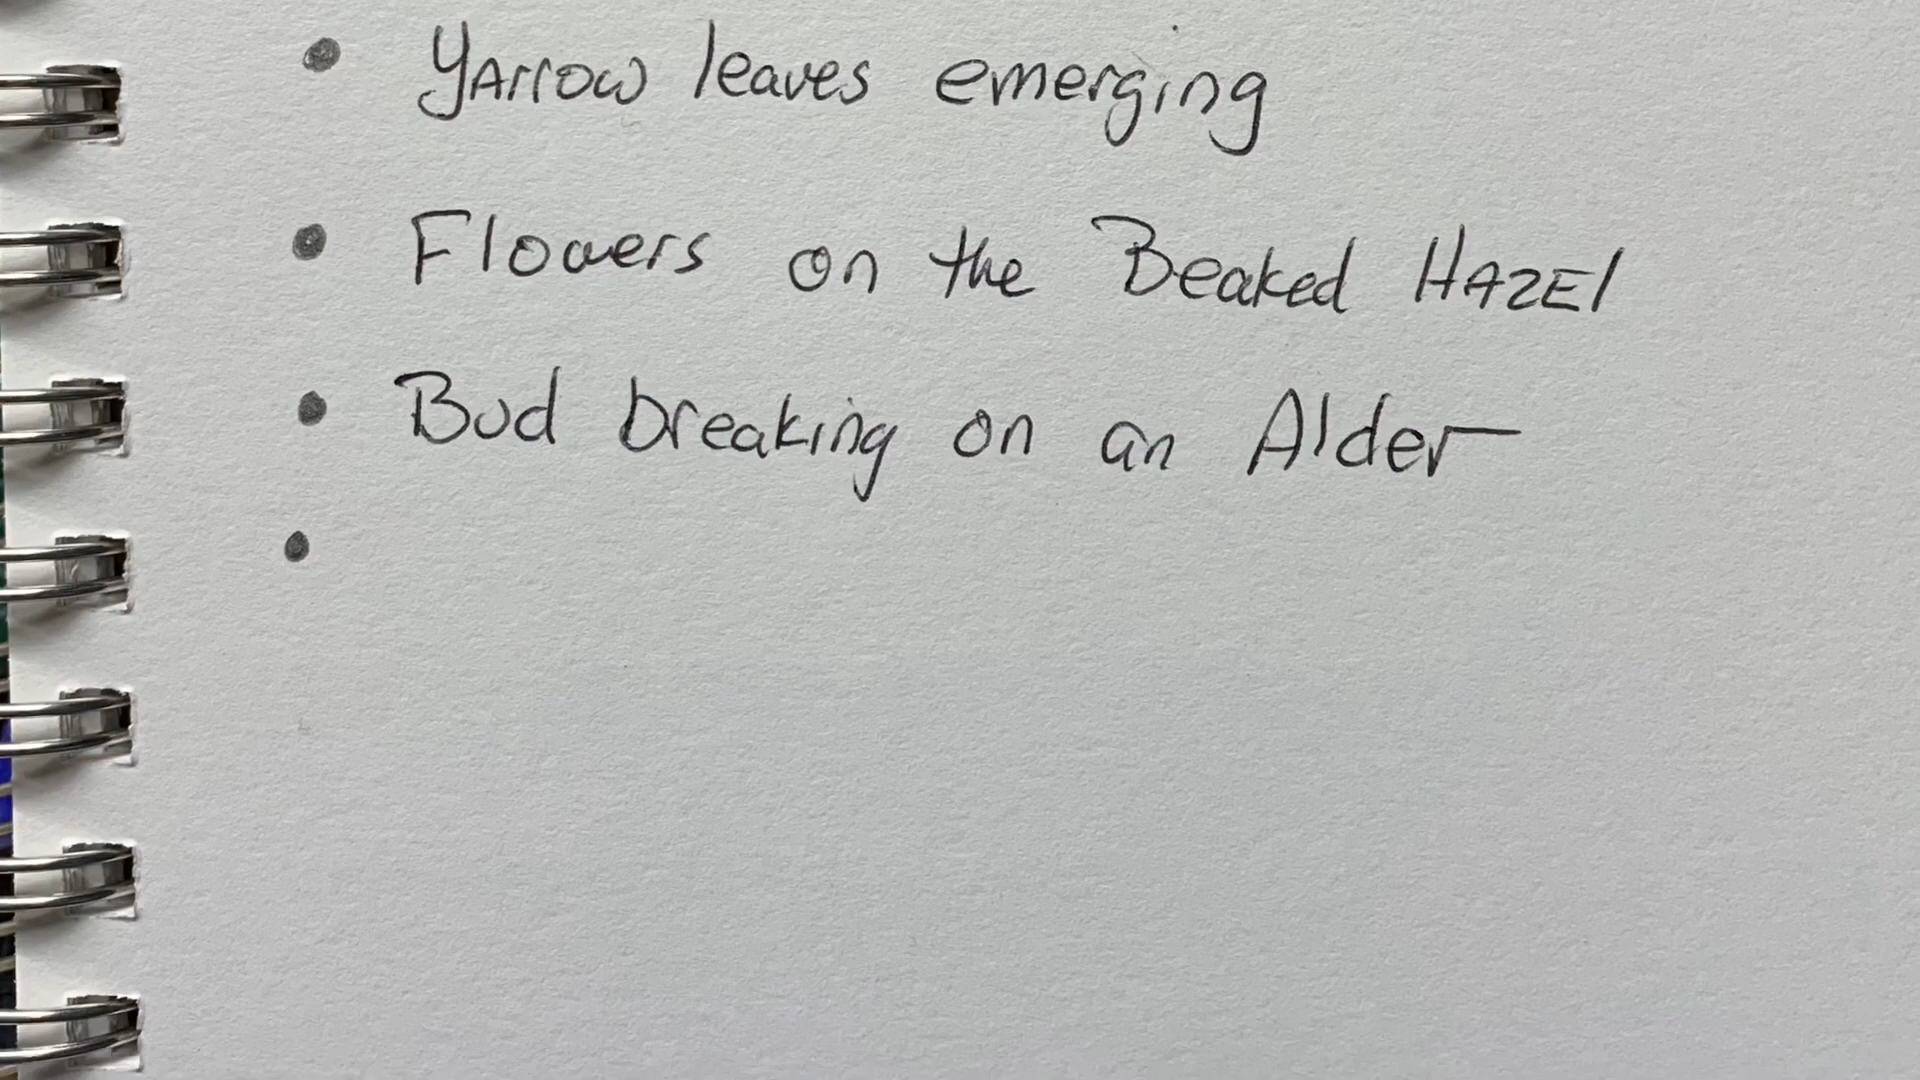 • Yarrow leaves emerging
• Flowers on the Beaked HAZEl
• Bud breaking on an Alder
•